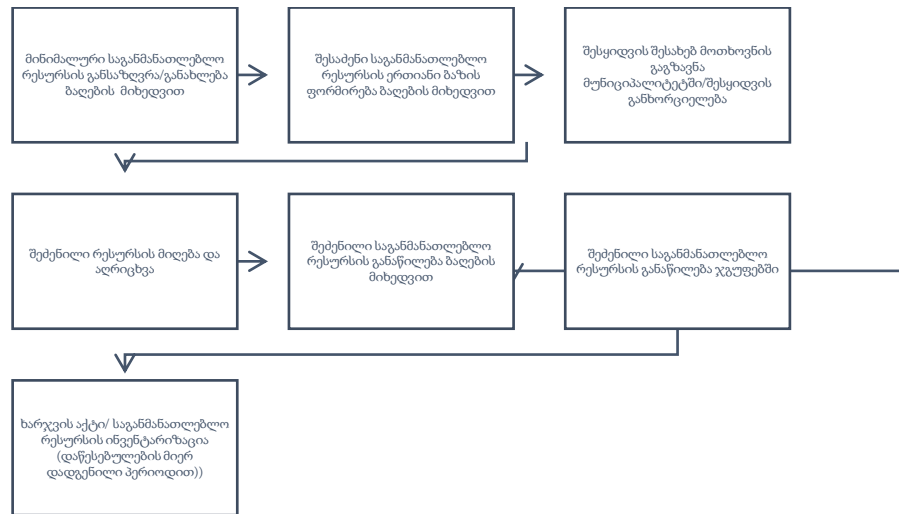 მინიმალური საგანმანათლებლო
რესურსის განსაზღვრა/განახლება
ბაღების მიხედვით
შესაძენი საგანმანათლებლო
რესურსის ერთიანი ბაზის
ფორმირება ბაღების მიხედვით
შესყიდვის შესახებ მოთხოვნის
გაგზავნა
მუნიციპალიტეტში/შესყიდვის
განხორციელება
შეძენილი რესურსის მიღება და
აღრიცხვა
შეძენილი საგანმანათლებლო
რესურსის განაწილება ბაღების
მიხედვით
შეძენილი საგანმანათლებლო
რესურსის განაწილება ჯგუფებში
ხარჯვის აქტი/ საგანმანათლებლო
რესურსის ინვენტარიზაცია
(დაწესებულების მიერ
დადგენილი პერიოდით))